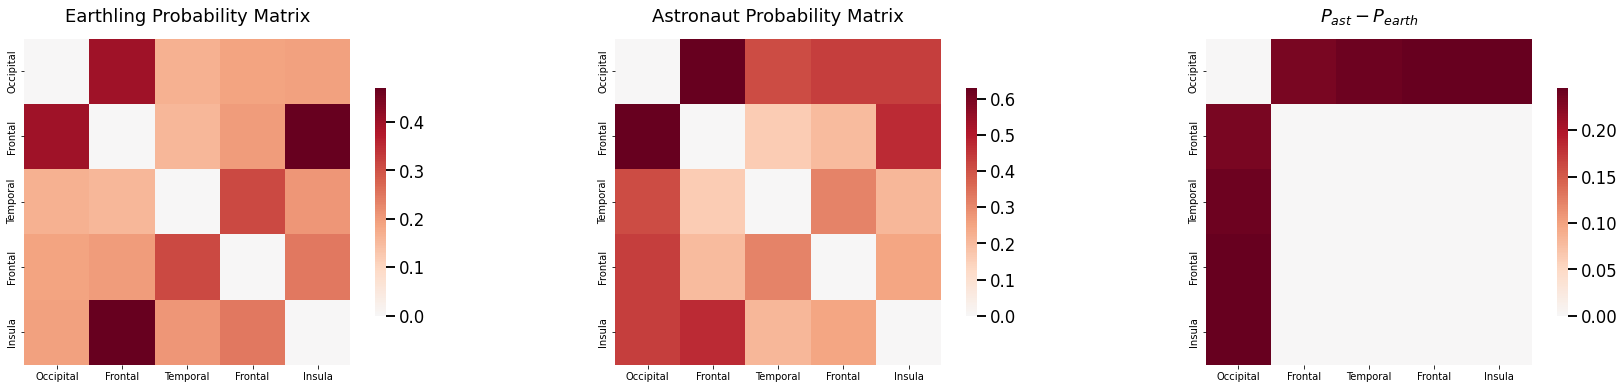 Earthling Probability Matrix
Occipital
Frontal
Temporal
Frontal
Insula
Occipital Frontal Temporal Frontal Insula
0.4
0.3
0.2
0.1
0.0
Astronaut Probability Matrix
Occipital
Frontal
Temporal
Frontal
Insula
Occipital Frontal Temporal Frontal Insula
0.6
0.5
0.4
0.3
0.2
0.1
0.0
P_ast − P_earth
Occipital
Frontal
Temporal
Frontal
Insula
Occipital Frontal Temporal Frontal Insula
0.20
0.15
0.10
0.05
0.00